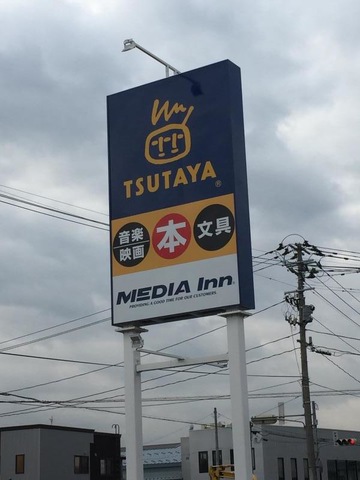 TSUTAYA®
音楽
映画
本
文具
MEDIA Inn
PROVIDING A GOOD TIME FOR OUR CUSTOMERS.